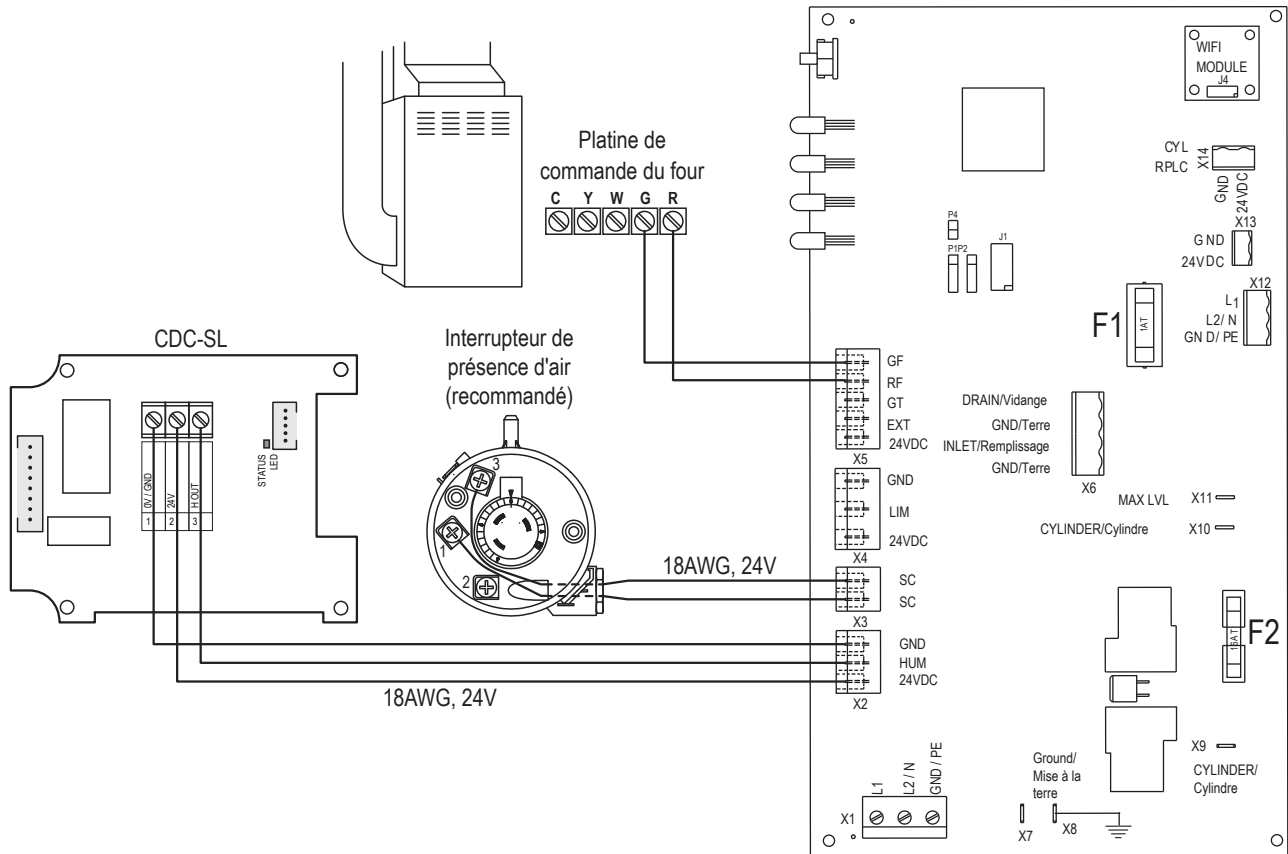 WIFI
MODULE
J4
CYL
RPLC
X14
GND
24VDC
X13
GND
24VDC
X12
L1
L2/ N
GN D/ PE
Platine de
commande du four
C Y W G R
P4
P1P2
J1
F1
1AT
CDC-SL
Interrupteur de
présence d'air
(recommandé)
GF
RF
GT
EXT
24VDC
X5
GND
LIM
24VDC
X4
SC
SC
X3
GND
HUM
24VDC
X2
DRAIN/Vidange
GND/Terre
INLET/Remplissage
GND/Terre
X6
MAX LVL X11
CYLINDER/Cylindre X10
0V / GND
24V
H OUT
1 2 3
STATUS
LED
3
1
2
18AWG, 24V
18AWG, 24V
F2
X9
CYLINDER/
Cylindre
Ground/
Mise à la
terre
X7
X8
X1
L1
L2 / N
GND / PE